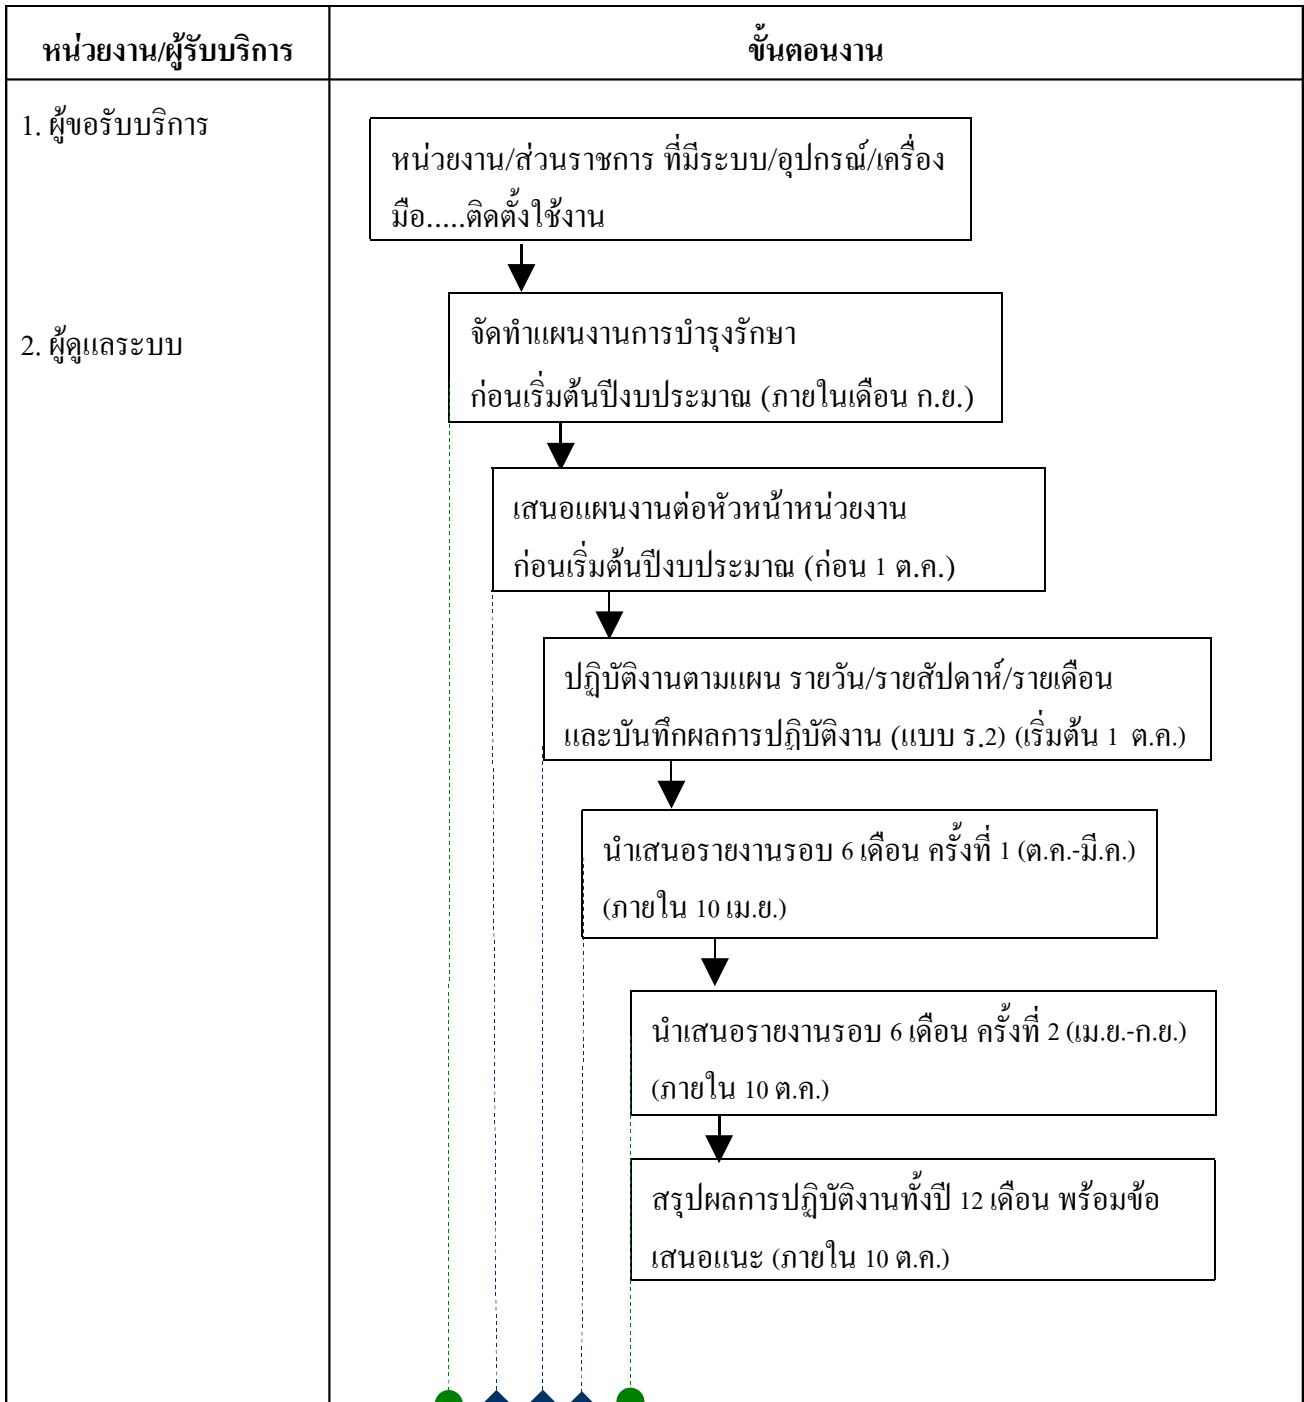 หน่วยงาน/ผู้รับบริการ
ขั้นตอนงาน
1. ผู้ขอรับบริการ
หน่วยงาน/ส่วนราชการ ที่มีระบบ/อุปกรณ์/เครื่อง
มือ.....ติดตั้งใช้งาน
2. ผู้ดูแลระบบ
จัดทำแผนงานการบำรุงรักษา
ก่อนเริ่มต้นปีงบประมาณ (ภายในเดือน ก.ย.)
เสนอแผนงานต่อหัวหน้าหน่วยงาน
ก่อนเริ่มต้นปีงบประมาณ (ก่อน 1 ต.ค.)
ปฏิบัติงานตามแผน รายวัน/รายสัปดาห์/รายเดือน
และบันทึกผลการปฏิบัติงาน (แบบ ร.2) (เริ่มต้น 1 ต.ค.)
นำเสนอรายงานรอบ 6 เดือน ครั้งที่ 1 (ต.ค.-มี.ค.)
(ภายใน 10 เม.ย.)
นำเสนอรายงานรอบ 6 เดือน ครั้งที่ 2 (เม.ย.-ก.ย.)
(ภายใน 10 ต.ค.)
สรุปผลการปฏิบัติงานทั้งปี 12 เดือน พร้อมข้อ
เสนอแนะ (ภายใน 10 ต.ค.)